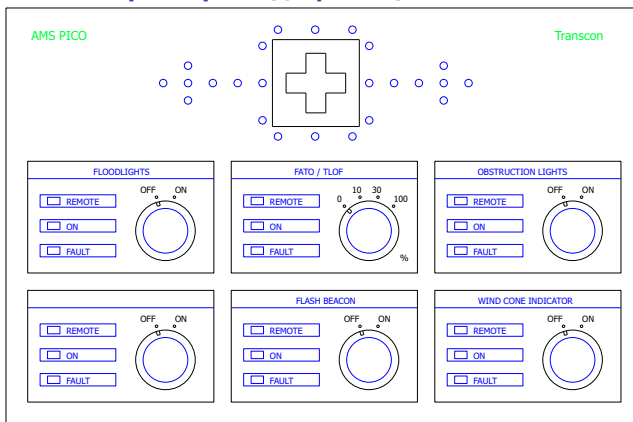 AMS PICO
Transcon
FLOODLIGHTS
OFF ON
REMOTE
ON
FAULT
FATO / TLOF
0 10 30 100
REMOTE
ON
FAULT
%
OBSTRUCTION LIGHTS
OFF ON
REMOTE
ON
FAULT
OFF ON
REMOTE
ON
FAULT
FLASH BEACON
OFF ON
REMOTE
ON
FAULT
WIND CONE INDICATOR
OFF ON
REMOTE
ON
FAULT